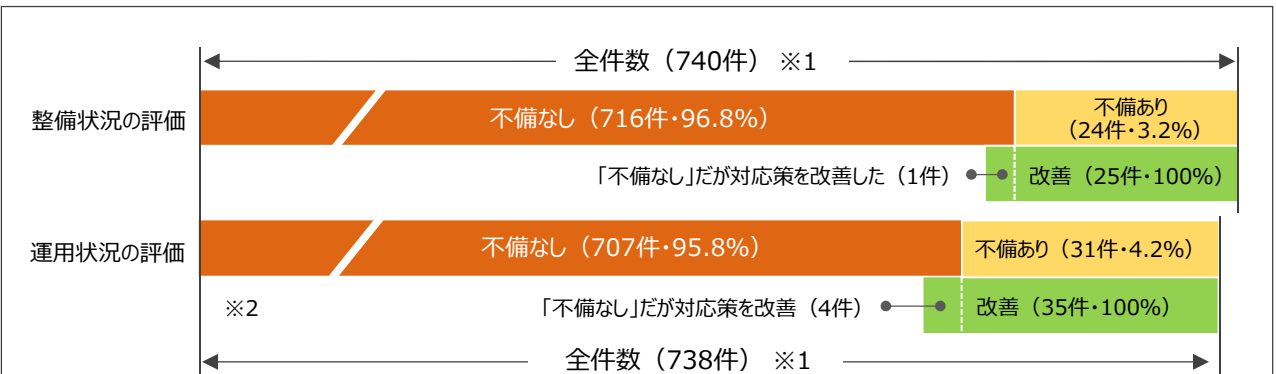 全件数（740件） ※1
整備状況の評価
不備なし（716件・96.8%）
不備あり
（24件・3.2%）
「不備なし」だが対応策を改善した（1件）
改善（25件・100%）
運用状況の評価
不備なし（707件・95.8%）
不備あり（31件・4.2%）
※2
「不備なし」だが対応策を改善（4件）
改善（35件・100%）
全件数（738件） ※1